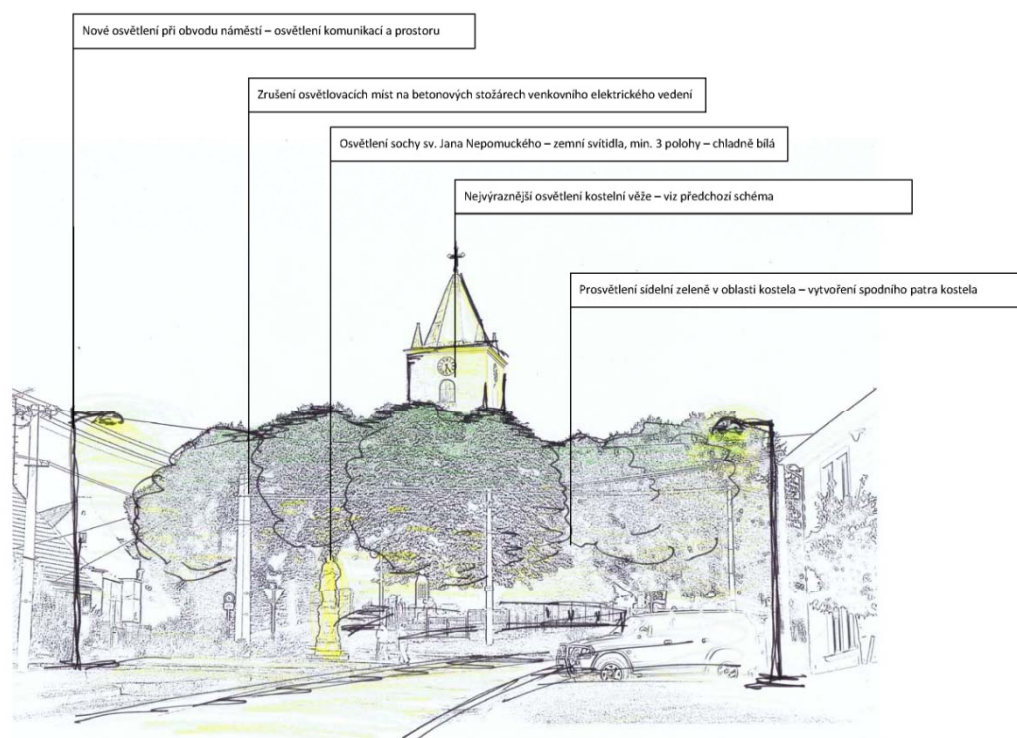 Nové osvětlení při obvodu náměstí – osvětlení komunikací a prostoru
Zrušení osvětlovacích míst na betonových stožárech venkovního elektrického vedení
Osvětlení sochy sv. Jana Nepomuckého – zemní svítidla, min. 3 polohy – chladně bílá
Nejvýraznější osvětlení kostelní věže – viz předchozí schéma
Prosvětlení sídelní zeleně v oblasti kostela – vytvoření spodního patra kostela